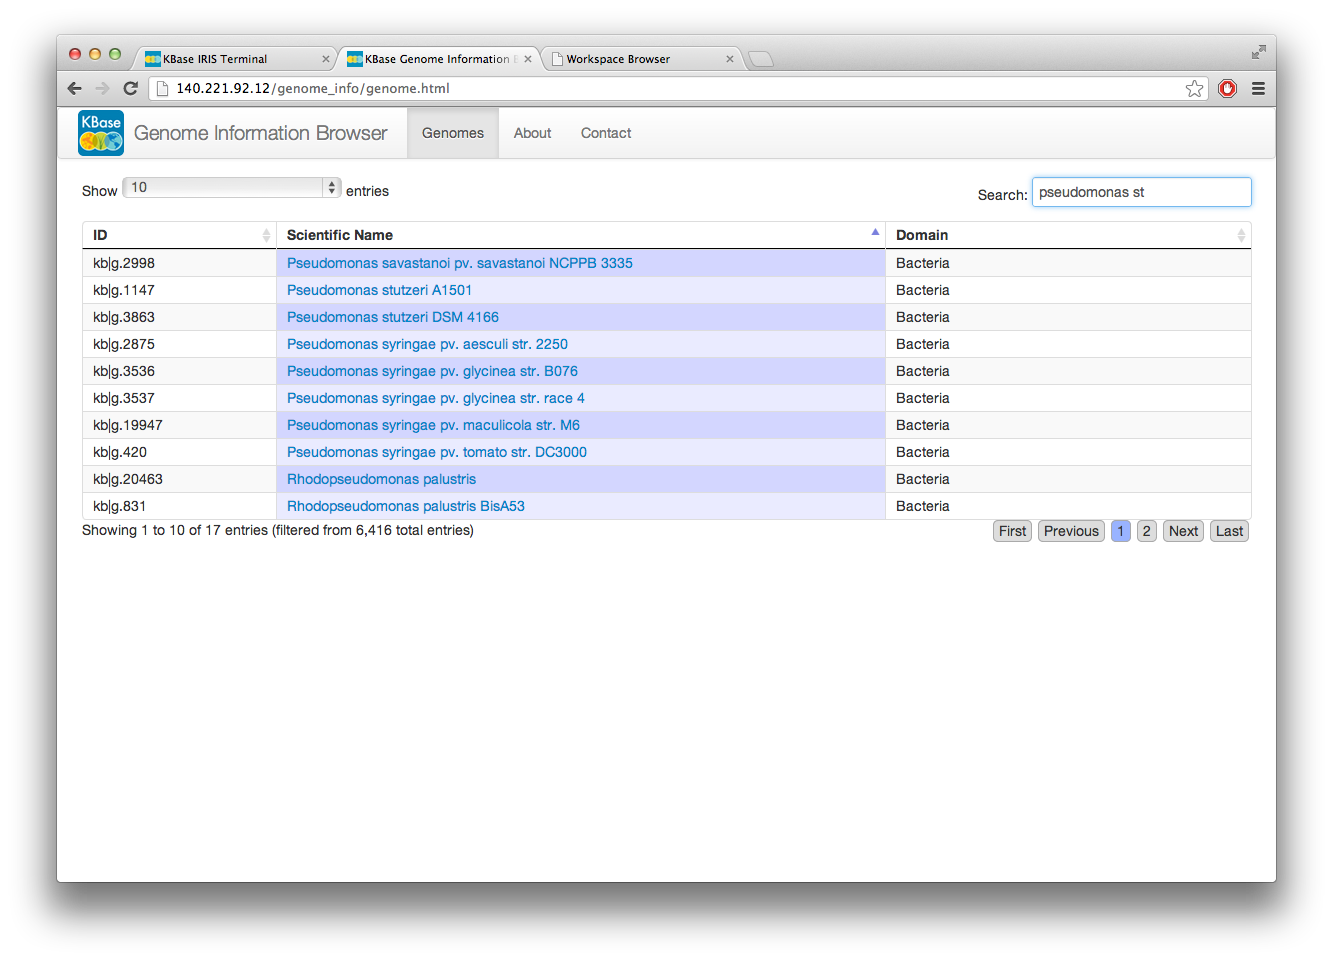 KBase IRIS Terminal
KBase Genome Information
Workspace Browser
140.221.92.12/genome_info/genome.html
KBase
Genome Information Browser
Genomes
About
Contact
Show 10 entries
Search: pseudomonas st
ID Scientific Name Domain
kb|g.2998 Pseudomonas savastanoi pv. savastanoi NCPPB 3335 Bacteria
kb|g.1147 Pseudomonas stutzeri A1501 Bacteria
kb|g.3863 Pseudomonas stutzeri DSM 4166 Bacteria
kb|g.2875 Pseudomonas syringae pv. aesculi str. 2250 Bacteria
kb|g.3536 Pseudomonas syringae pv. glycinea str. B076 Bacteria
kb|g.3537 Pseudomonas syringae pv. glycinea str. race 4 Bacteria
kb|g.19947 Pseudomonas syringae pv. maculicola str. M6 Bacteria
kb|g.420 Pseudomonas syringae pv. tomato str. DC3000 Bacteria
kb|g.20463 Rhodopseudomonas palustris Bacteria
kb|g.831 Rhodopseudomonas palustris BisA53 Bacteria
Showing 1 to 10 of 17 entries (filtered from 6,416 total entries)
First Previous 1 2 Next Last